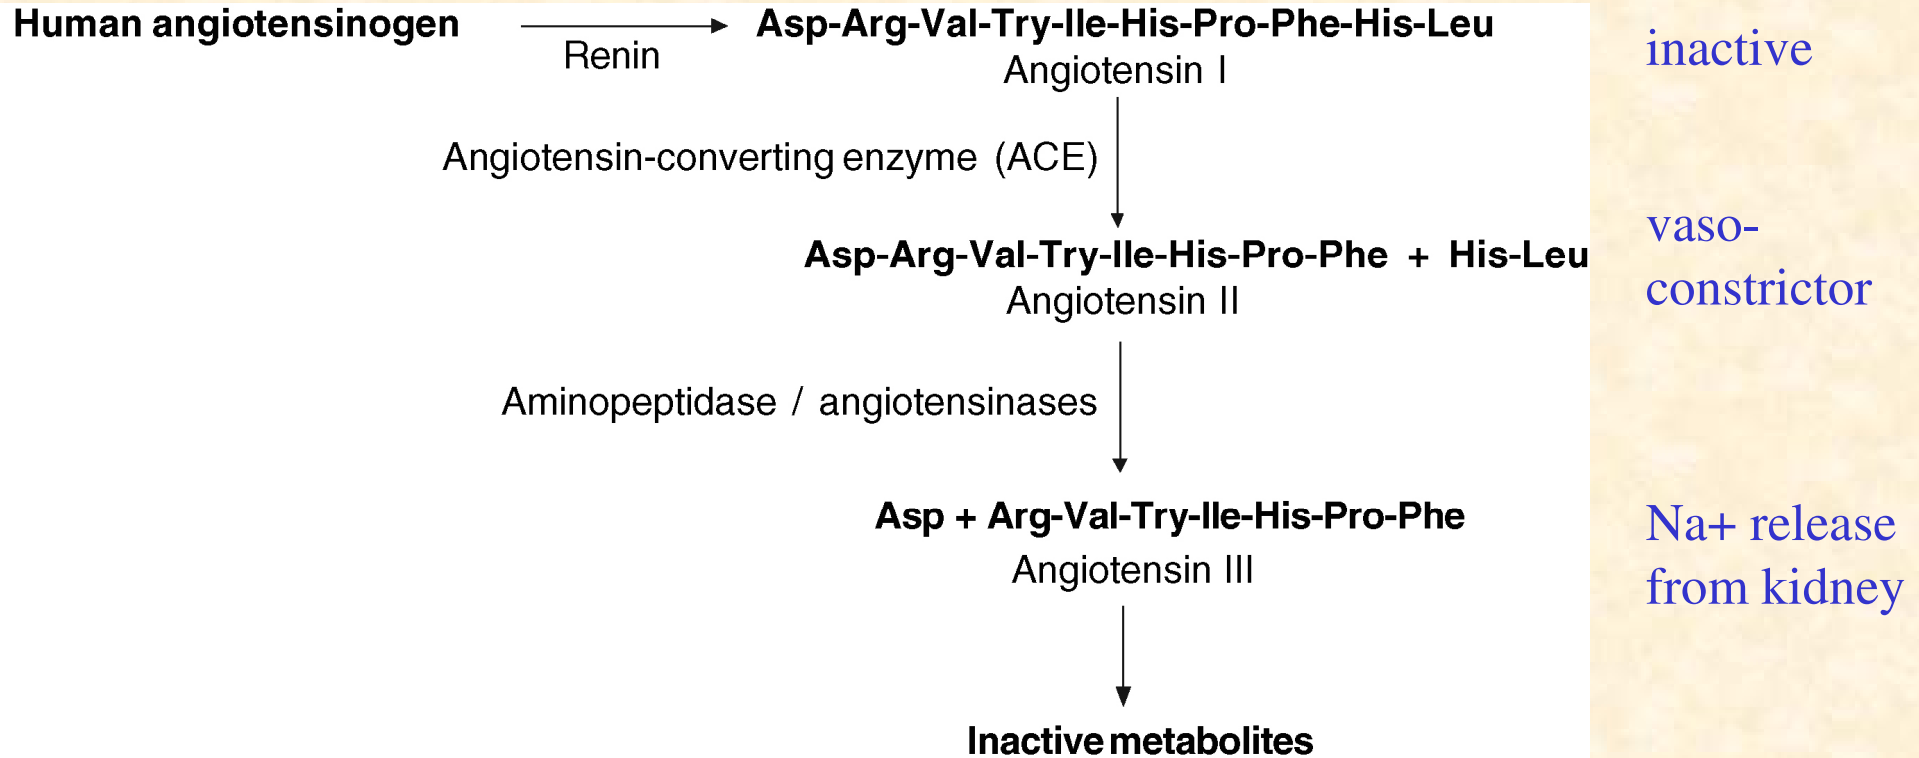 Human angiotensinogen
Renin
Asp-Arg-Val-Try-Ile-His-Pro-Phe-His-Leu
Angiotensin I
inactive
Angiotensin-converting enzyme (ACE)
Asp-Arg-Val-Try-Ile-His-Pro-Phe + His-Leu
Angiotensin II
vaso-
constrictor
Aminopeptidase / angiotensinases
Asp + Arg-Val-Try-Ile-His-Pro-Phe
Angiotensin III
Na+ release
from kidney
Inactive metabolites